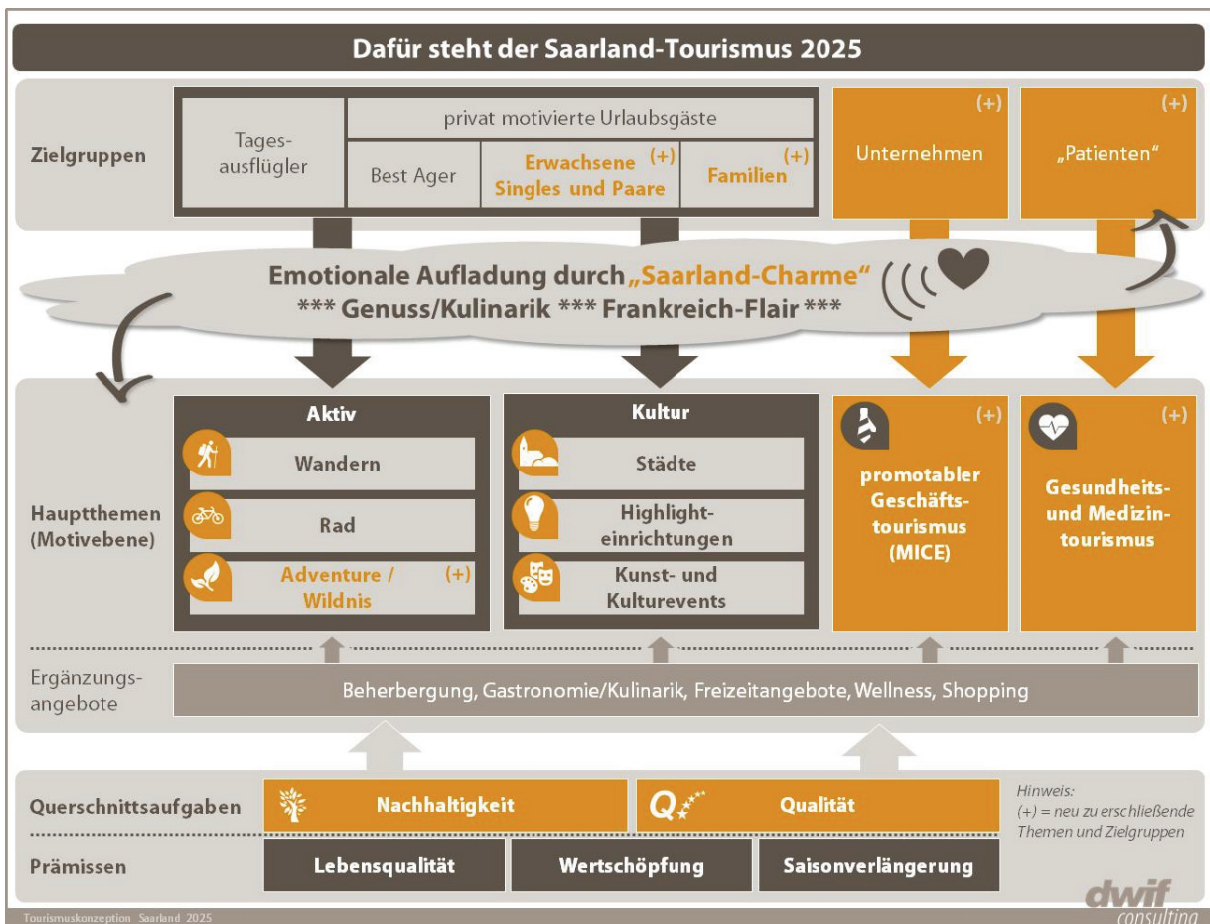 Dafür steht der Saarland-Tourismus 2025
Zielgruppen
Tages-
ausflügler
privat motivierte Urlaubsgäste
Best Ager
Erwachsene (+)
Singles und Paare
(+)
Familien
(+)
Unternehmen
(+)
„Patienten“
Emotionale Aufladung durch „Saarland-Charme“
*** Genuss/Kulinarik *** Frankreich-Flair ***
Hauptthemen
(Motivebene)
Aktiv
Wandern
Rad
Adventure / (+)
Wildnis
Kultur
Städte
Highlight-
einrichtungen
Kunst- und
Kulturevents
(+)
promotabler
Geschäfts-
tourismus
(MICE)
(+)
Gesundheits-
und Medizin-
tourismus
Ergänzungs-
angebote
Beherbergung, Gastronomie/Kulinarik, Freizeitangebote, Wellness, Shopping
Querschnittsaufgaben
Nachhaltigkeit
Q
Qualität
Hinweis:
(+) = neu zu erschließende
Themen und Zielgruppen
Prämissen
Lebensqualität
Wertschöpfung
Saisonverlängerung
dwif
consulting
Tourismuskonzeption Saarland 2025